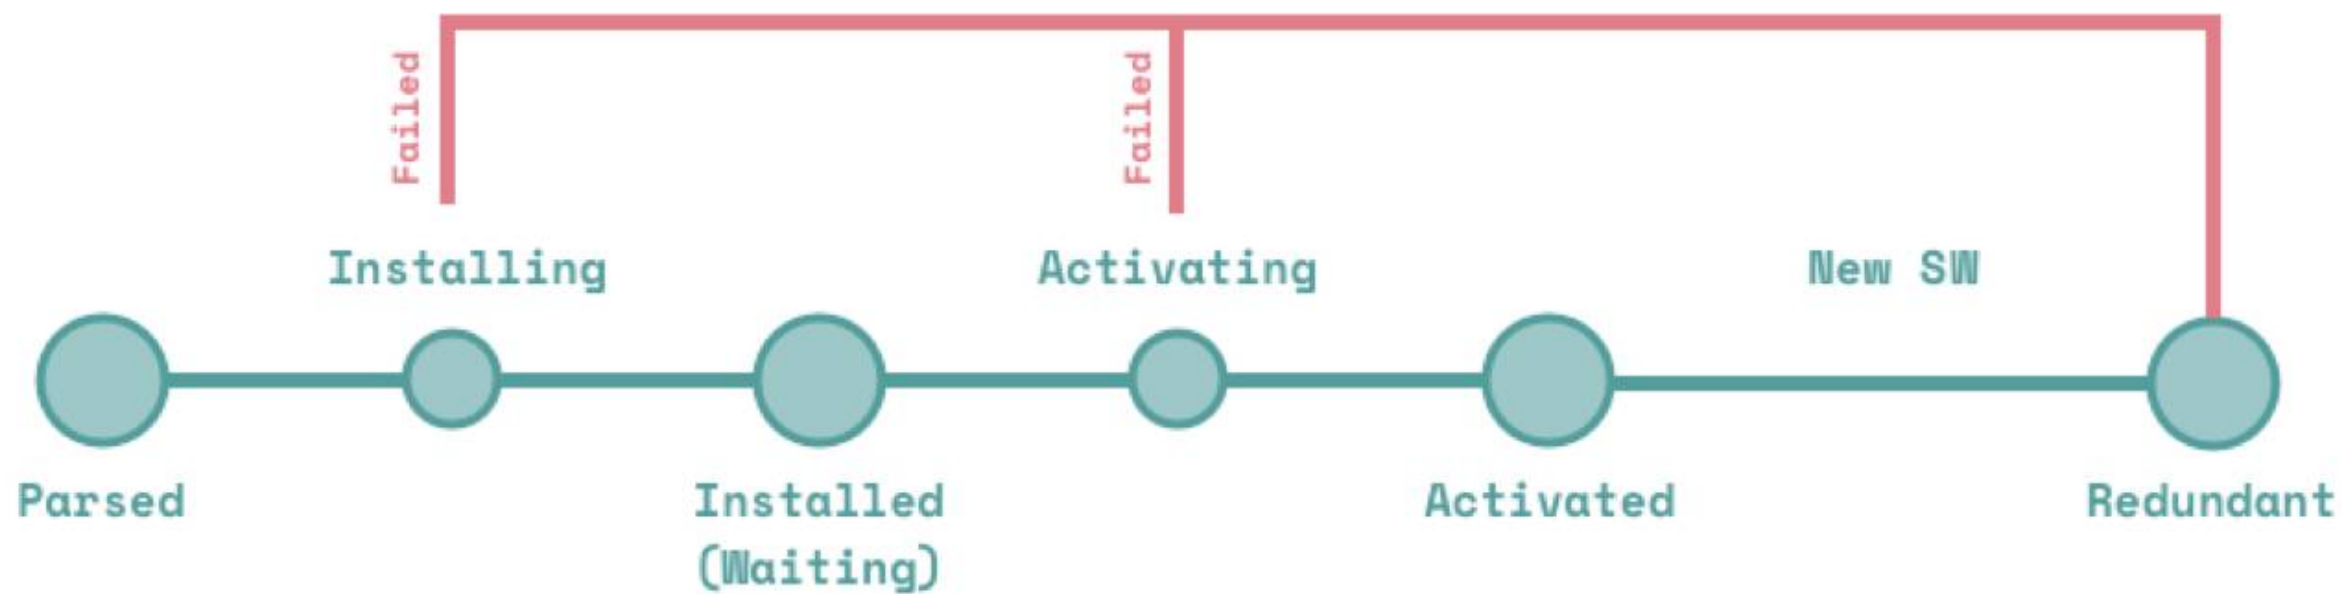 Failed
Failed
Installing
Activating
New SW
Parsed
Installed
(Waiting)
Activated
Redundant